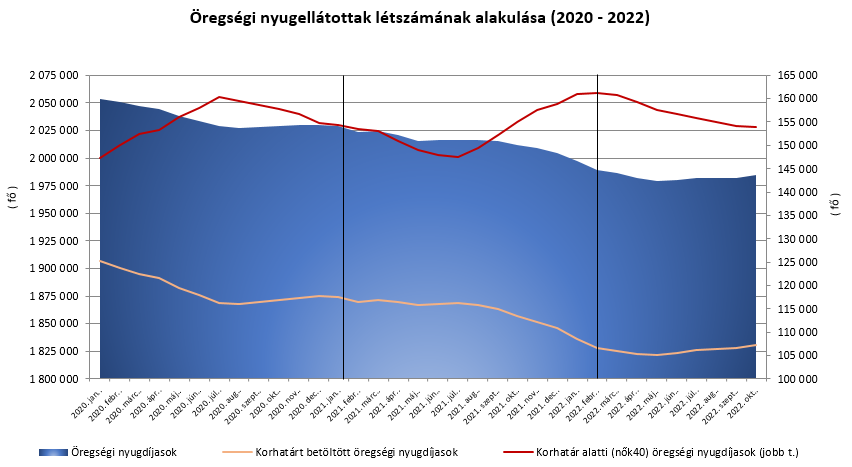 Öregségi nyugellátottak létszámának alakulása (2020 - 2022)
2 075 000
2 050 000
2 025 000
2 000 000
1 975 000
1 950 000
1 925 000
1 900 000
1 875 000
1 850 000
1 825 000
1 800 000
( fő )
165 000
160 000
155 000
150 000
145 000
140 000
135 000
130 000
125 000
120 000
115 000
110 000
105 000
100 000
( fő )
2020. jan..
2020. febr..
2020. márc..
2020. ápr..
2020. máj..
2020. jún..
2020. júl..
2020. aug..
2020. szept..
2020. okt..
2020. nov..
2020. dec..
2021. jan..
2021. febr..
2021. márc..
2021. ápr..
2021. máj..
2021. jún..
2021. júl..
2021. aug..
2021. szept..
2021. okt..
2021. nov..
2021. dec..
2022. jan..
2022. febr..
2022. márc..
2022. ápr..
2022. máj..
2022. jún..
2022. júl..
2022. aug..
2022. szept..
2022. okt..
Öregségi nyugdíjasok
Korhatárt betöltött öregségi nyugdíjasok
Korhatár alatti (nők40) öregségi nyugdíjasok (jobb t.)